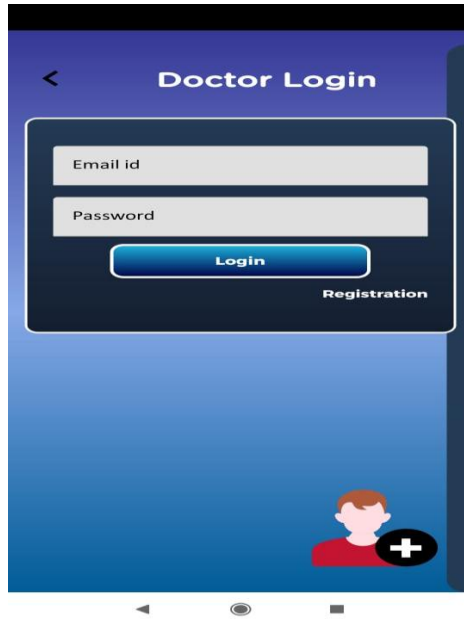 Doctor Login
Email id
Password
Login
Registration